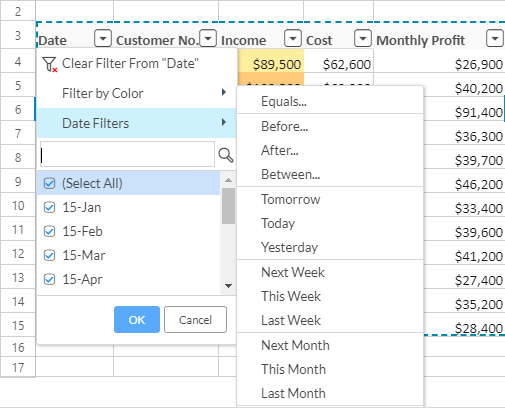 2
3 Date Customer No. Income Cost Monthly Profit
4 Clear Filter From "Date" $89,500 $62,600 $26,900
5 Filter by Color $40,200
Equals...
6 Date Filters $91,400
Before...
7 $36,300
After...
8 $39,700
Between...
9 (Select All) $46,200
Tomorrow
10 15-Jan $33,400
Today
11 15-Feb $39,600
Yesterday
12 15-Mar $41,200
Next Week
13 15-Apr $27,400
This Week
14 $35,200
OK Cancel Last Week
15 $28,400
Next Month
16
This Month
17
Last Month